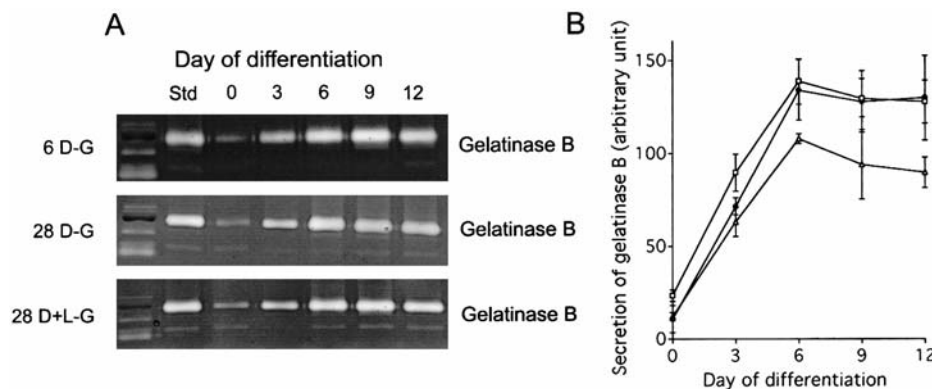 A
Day of differentiation
Std 0 3 6 9 12
6 D-G Gelatinase B
28 D-G Gelatinase B
28 D+L-G Gelatinase B
B
Secretion of gelatinase B (arbitrary unit)
150
100
50
0
0 3 6 9 12
Day of differentiation